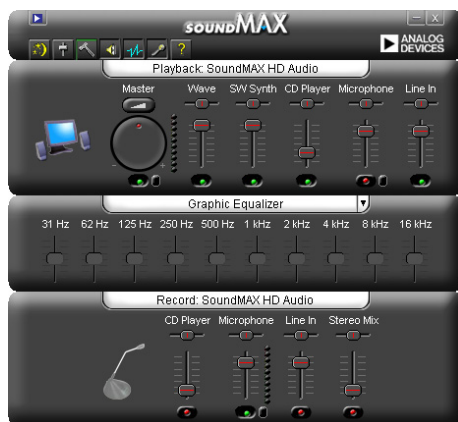 SOUNDMAX
ANALOG
DEVICES
Playback: SoundMAX HD Audio
Master Wave SW Synth CD Player Microphone Line In
Graphic Equalizer
31 Hz 62 Hz 125 Hz 250 Hz 500 Hz 1 kHz 2 kHz 4 kHz 8 kHz 16 kHz
Record: SoundMAX HD Audio
CD Player Microphone Line In Stereo Mix